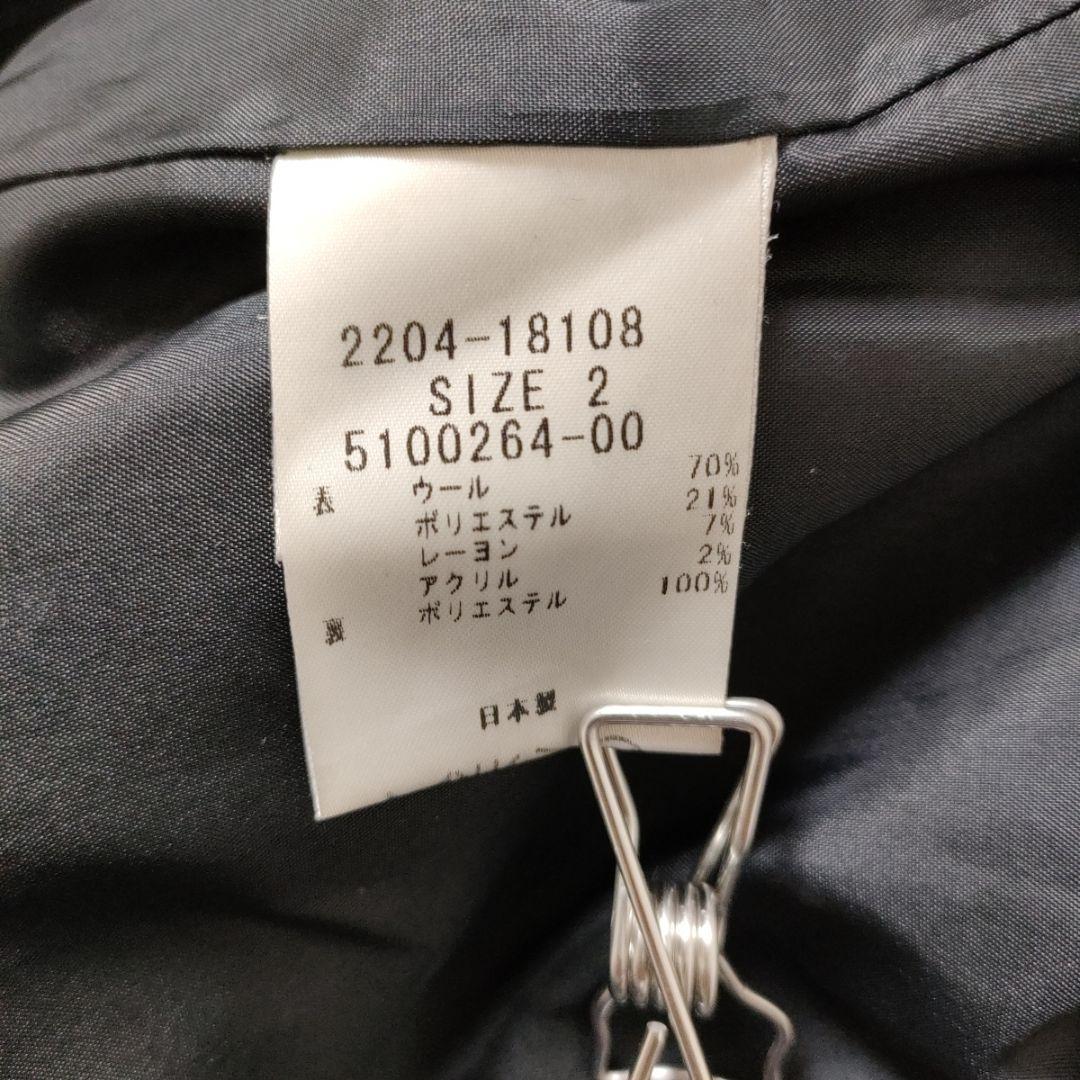 2204-18108
SIZE 2
5100264-00
表 ウール 70%
ポリエステル 21%
レーヨン 7%
アクリル 2%
裏 ポリエステル 100%
日本製